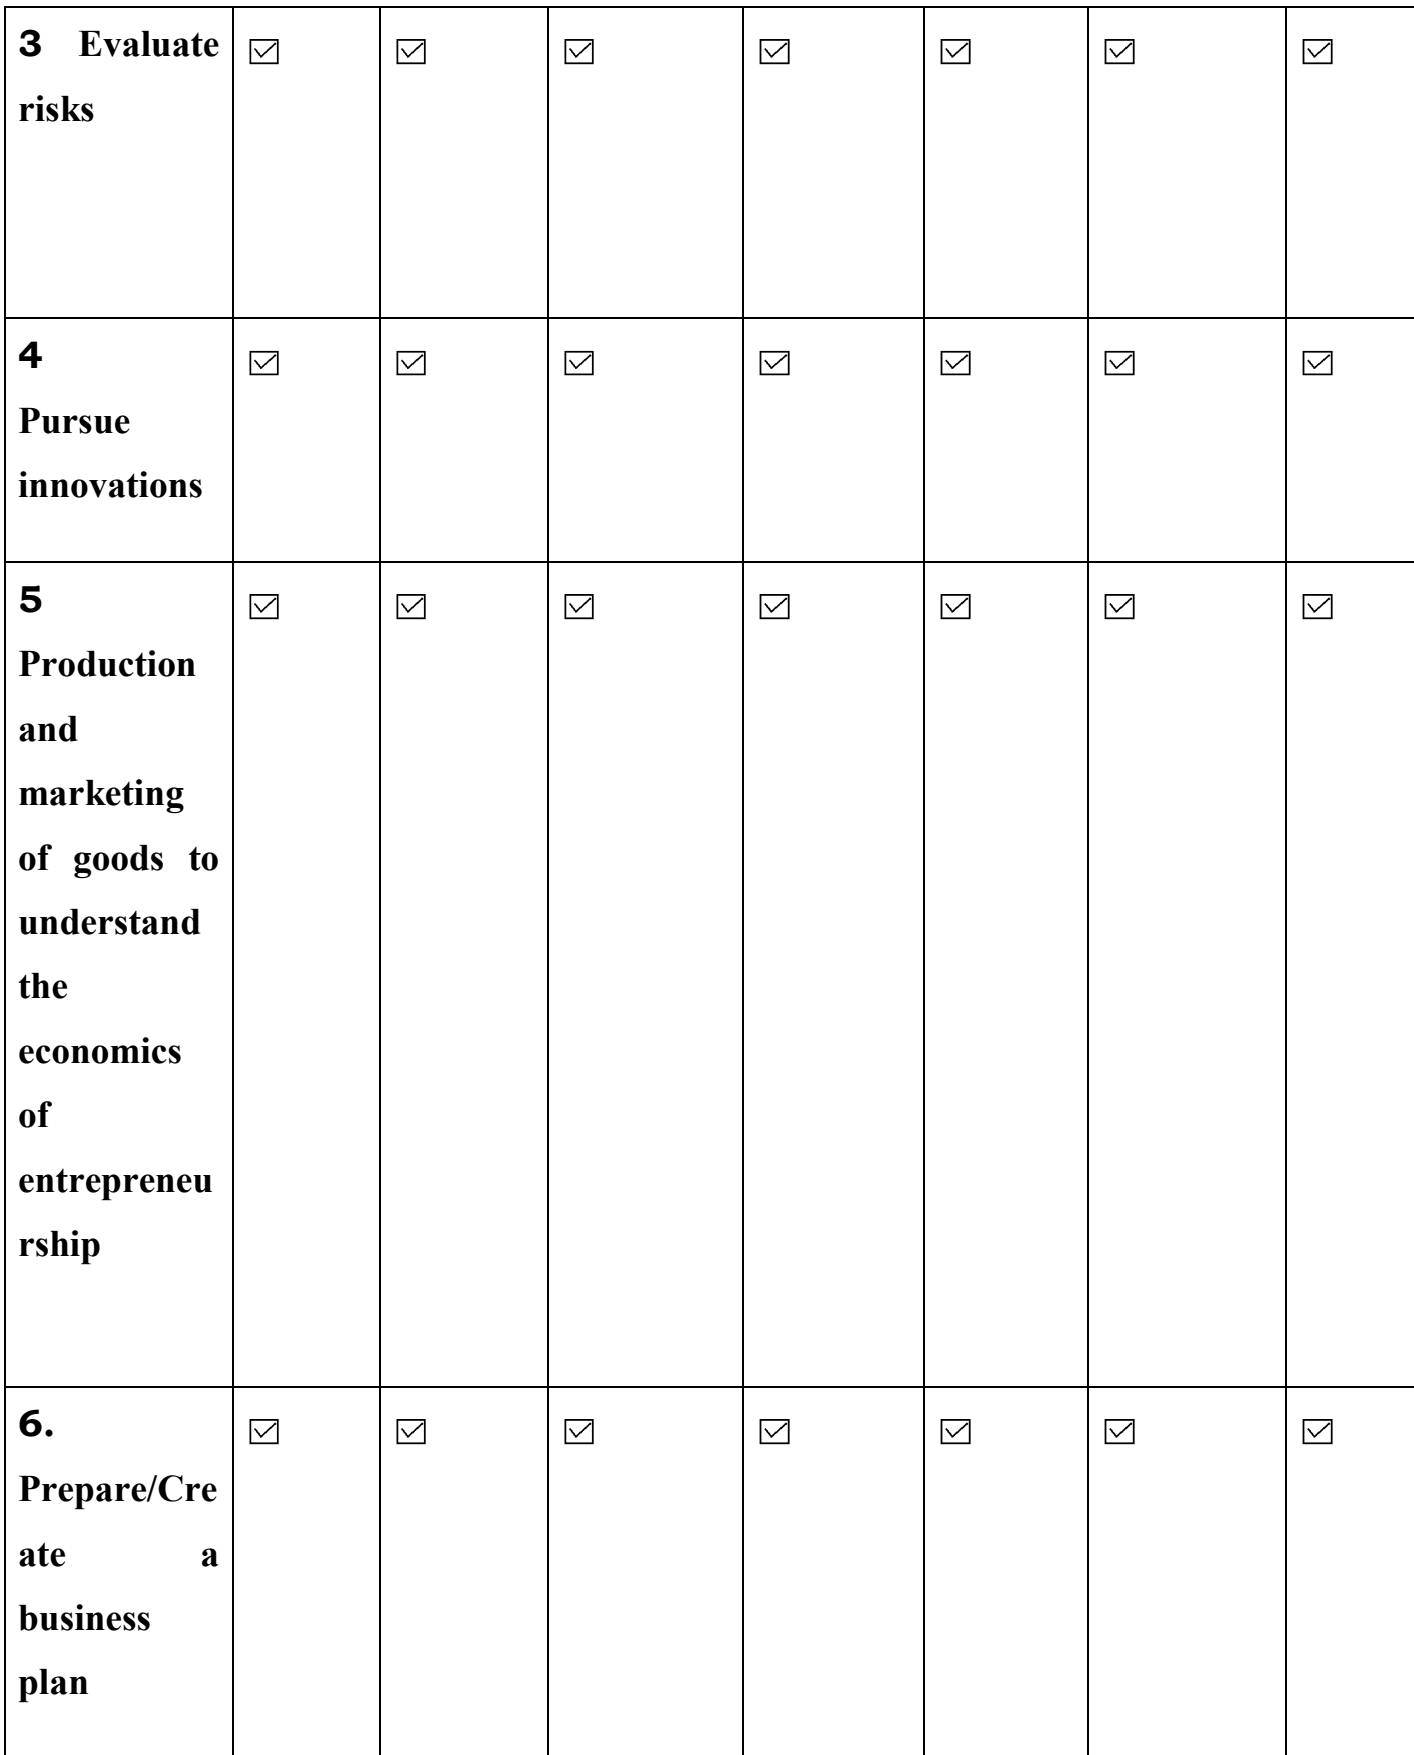 3 Evaluate ☑ ☑ ☑ ☑ ☑ ☑ ☑
risks
4 ☑ ☑ ☑ ☑ ☑ ☑ ☑
Pursue
innovations
5 ☑ ☑ ☑ ☑ ☑ ☑ ☑
Production
and
marketing
of goods to
understand
the
economics
of
entrepreneu
rship
6. ☑ ☑ ☑ ☑ ☑ ☑ ☑
Prepare/Cre
ate a
business
plan